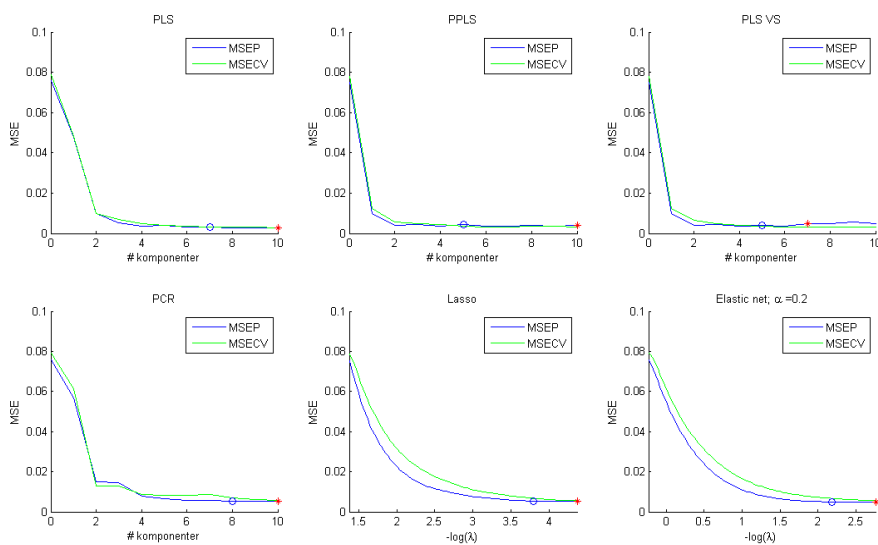 PLS
0.1
0.08
0.06
0.04
0.02
0
MSE
MSEP
MSECV
0 2 4 6 8 10
# komponenter
PPLS
0.1
0.08
0.06
0.04
0.02
0
MSE
MSEP
MSECV
0 2 4 6 8 10
# komponenter
PLS VS
0.1
0.08
0.06
0.04
0.02
0
MSE
MSEP
MSECV
0 2 4 6 8 10
# komponenter
PCR
0.1
0.08
0.06
0.04
0.02
0
MSE
MSEP
MSECV
0 2 4 6 8 10
# komponenter
Lasso
0.1
0.08
0.06
0.04
0.02
0
MSE
MSEP
MSECV
1.5 2 2.5 3 3.5 4
-log(λ)
Elastic net; α =0.2
0.1
0.08
0.06
0.04
0.02
0
MSE
MSEP
MSECV
0 0.5 1 1.5 2 2.5
-log(λ)